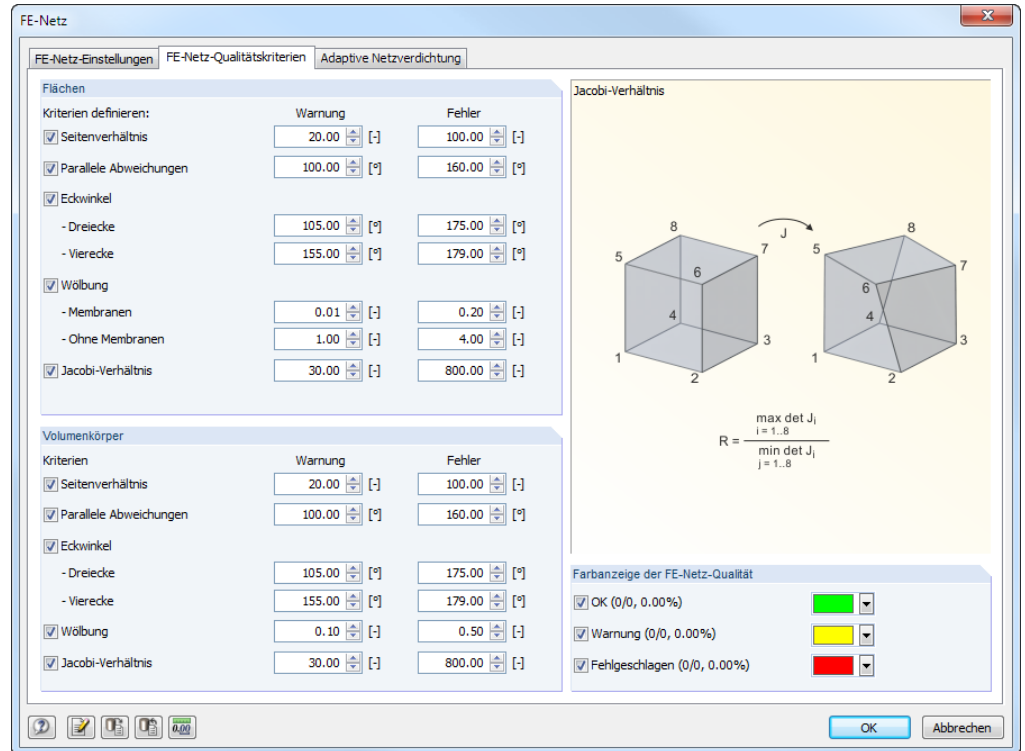 FE-Netz
FE-Netz-Einstellungen FE-Netz-Qualitätskriterien Adaptive Netzverdichtung
Flächen
Kriterien definieren: Warnung Fehler
Seitenverhältnis 20.00 [-] 100.00 [-]
Parallele Abweichungen 100.00 [°] 160.00 [°]
Eckwinkel
- Dreiecke 105.00 [°] 175.00 [°]
- Vierecke 155.00 [°] 179.00 [°]
Wölbung
- Membranen 0.01 [-] 0.20 [-]
- Ohne Membranen 1.00 [-] 4.00 [-]
Jacobi-Verhältnis 30.00 [-] 800.00 [-]
Volumenkörper
Kriterien Warnung Fehler
Seitenverhältnis 20.00 [-] 100.00 [-]
Parallele Abweichungen 100.00 [°] 160.00 [°]
Eckwinkel
- Dreiecke 105.00 [°] 175.00 [°]
- Vierecke 155.00 [°] 179.00 [°]
Wölbung 0.10 [-] 0.50 [-]
Jacobi-Verhältnis 30.00 [-] 800.00 [-]
Jacobi-Verhältnis
8 J 8
5 7 5 7
6 6
4 4
1 3 1 3
2 2
max det Ji
i = 1..8
R =
min det Jj
j = 1..8
Farbanzeige der FE-Netz-Qualität
OK (0/0, 0.00%)
Warnung (0/0, 0.00%)
Fehlgeschlagen (0/0, 0.00%)
0.00
OK Abbrechen